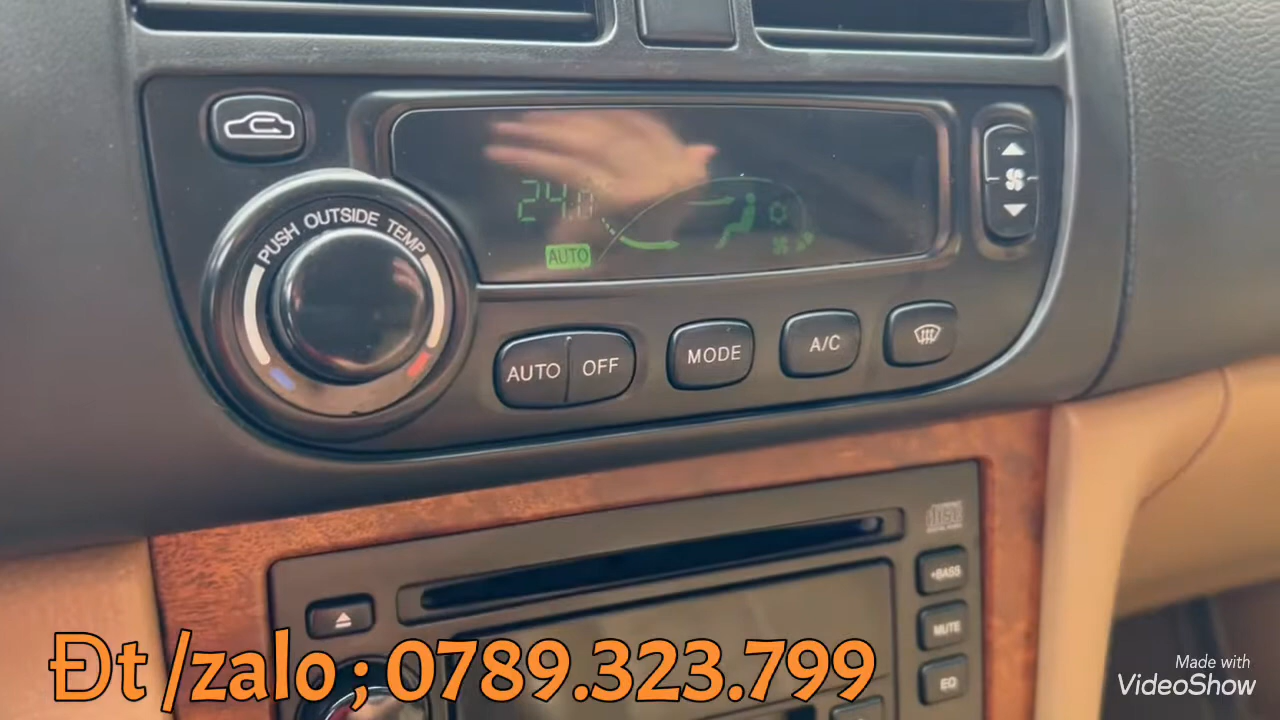 PUSH OUTSIDE TEMP
24.0
AUTO
AUTO OFF MODE A/C
disc
+BASS
MUTE
EQ
Đt /zalo ; 0789.323.799
Made with
VideoShow